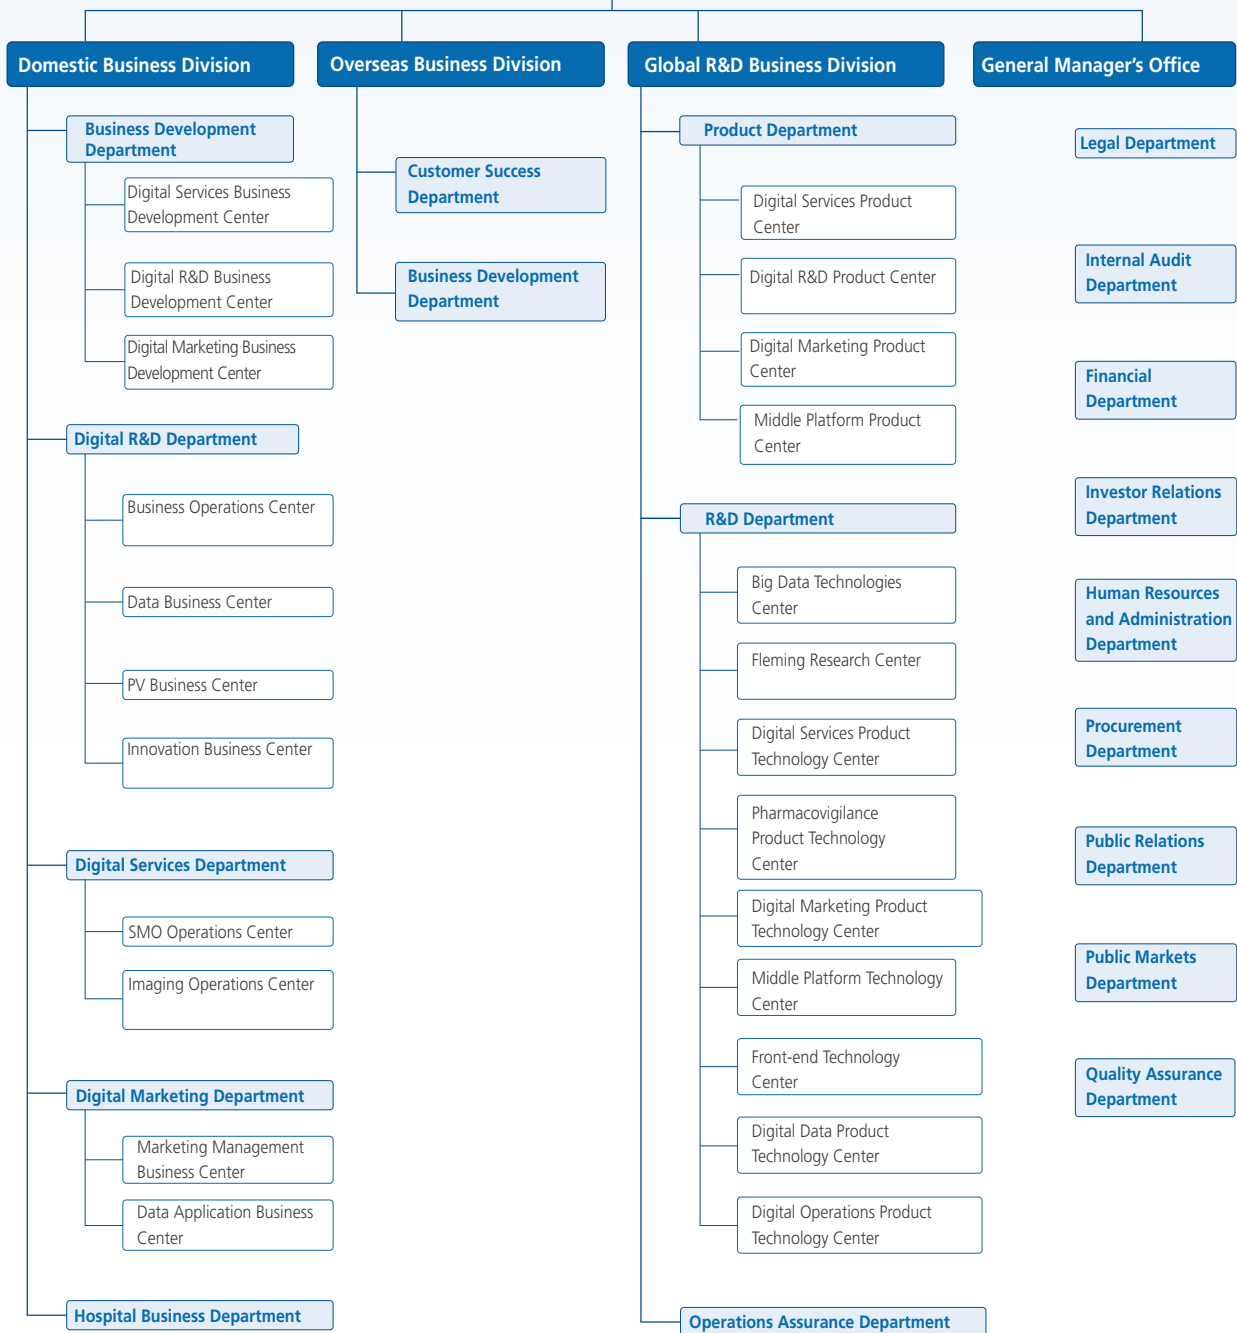 Domestic Business Division
Overseas Business Division
Global R&D Business Division
General Manager's Office
Business Development
Department
Digital Services Business
Development Center
Digital R&D Business
Development Center
Digital Marketing Business
Development Center
Digital R&D Department
Business Operations Center
Data Business Center
PV Business Center
Innovation Business Center
Digital Services Department
SMO Operations Center
Imaging Operations Center
Digital Marketing Department
Marketing Management
Business Center
Data Application Business
Center
Hospital Business Department
Customer Success
Department
Business Development
Department
Product Department
Digital Services Product
Center
Digital R&D Product Center
Digital Marketing Product
Center
Middle Platform Product
Center
R&D Department
Big Data Technologies
Center
Fleming Research Center
Digital Services Product
Technology Center
Pharmacovigilance
Product Technology
Center
Digital Marketing Product
Technology Center
Middle Platform Technology
Center
Front-end Technology
Center
Digital Data Product
Technology Center
Digital Operations Product
Technology Center
Operations Assurance Department
Legal Department
Internal Audit
Department
Financial
Department
Investor Relations
Department
Human Resources
and Administration
Department
Procurement
Department
Public Relations
Department
Public Markets
Department
Quality Assurance
Department